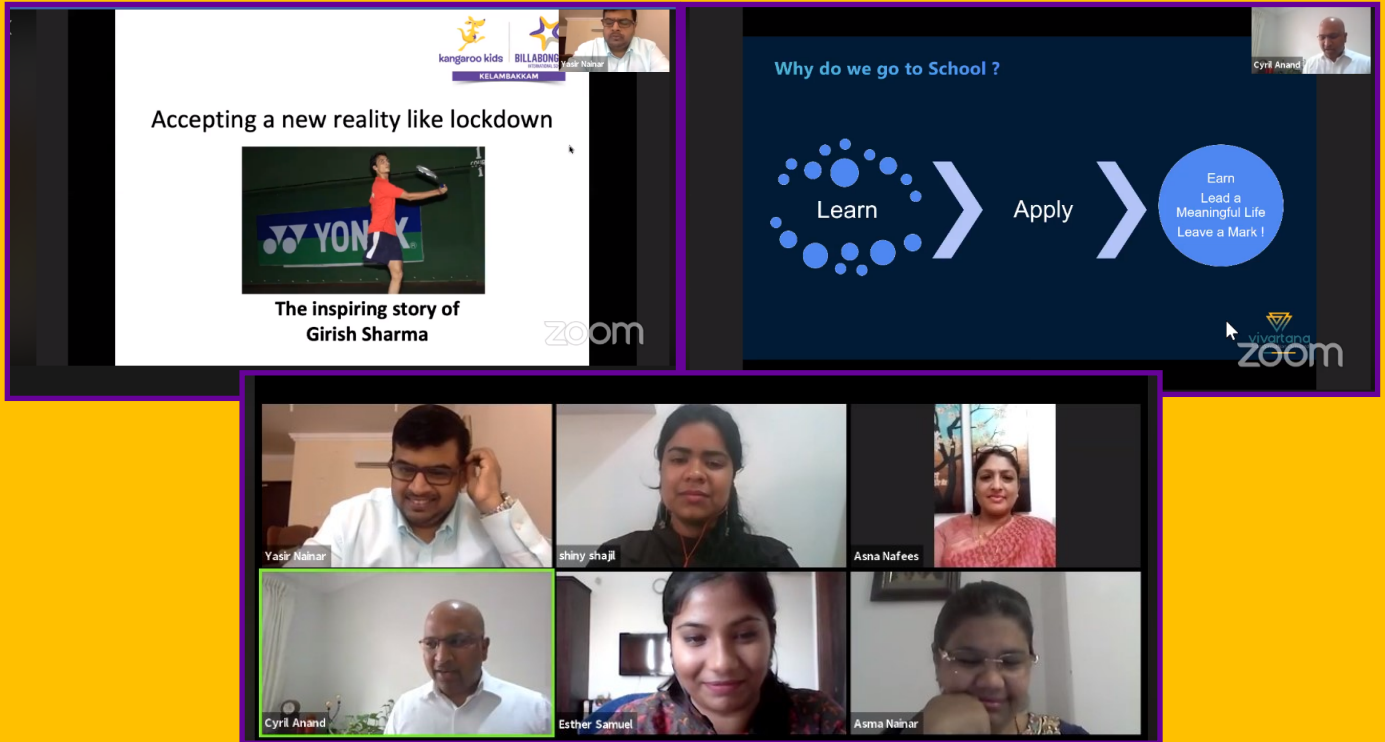 kangaroo kids
BILLABONG
KELAMBAKKAM
Yasir Nainar
Accepting a new reality like lockdown
YONEX
The inspiring story of
Girish Sharma
zoom
Why do we go to School ?
Cyril Anand
Learn
Apply
Earn
Lead a
Meaningful Life
Leave a Mark !
vivartana
zoom
Yasir Nainar
shiny shajil
Asna Nafees
Cyril Anand
Esther Samuel
Asma Nainar